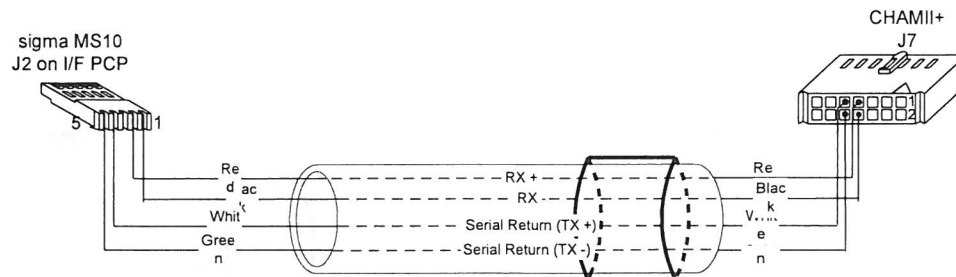 CHAMII+
J7
sigma MS10
J2 on I/F PCP
5 1
1
2
Re
d
RX +
Re
ac
k
RX
Blac
k
Whit
Serial Return (TX +)
e
Gree
n
Serial Return (TX -)
n